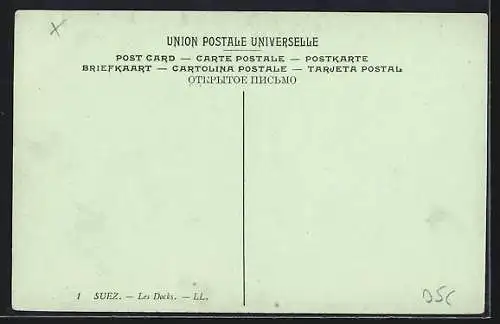 UNION POSTALE UNIVERSELLE
POST CARD — CARTE POSTALE — POSTKARTE
BRIEFKAART — CARTOLINA POSTALE — TARJETA POSTAL
ОТКРЫТОЕ ПИСЬМО
1 SUEZ. — Les Docks. — LL.